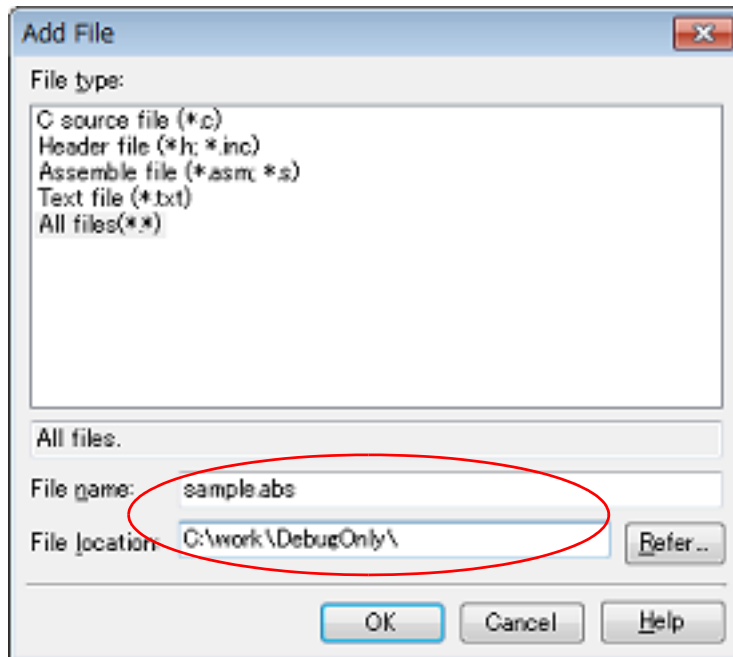 Add File
File type:
C source file (*.c)
Header file (*.h; *.inc)
Assemble file (*.asm; *.s)
Text file (*.txt)
All files(*.*)
All files.
File name: sample.abs
File location: C:\work\DebugOnly\ Refer...
OK Cancel Help